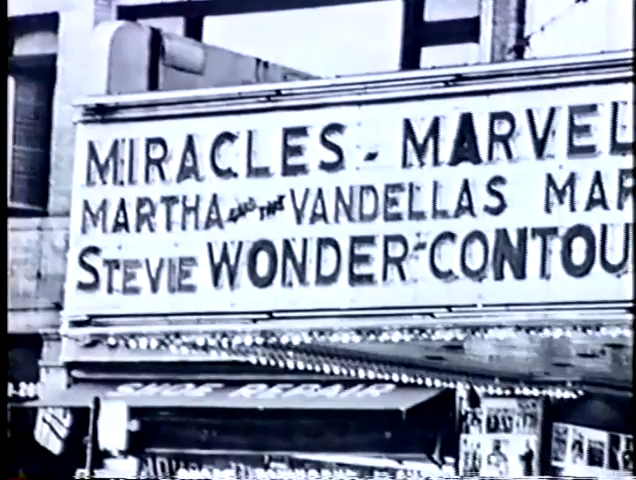 MIRACLES - MARVEL
MARTHA AND THE VANDELLAS MAR
STEVIE WONDER-CONTOU
SHOE REPAIR